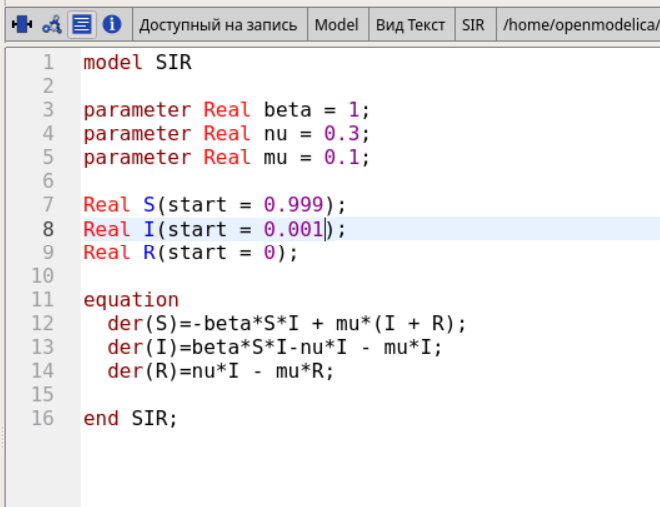 Доступный на запись Model Вид Текст SIR /home/openmodelica/
1 model SIR
2
3 parameter Real beta = 1;
4 parameter Real nu = 0.3;
5 parameter Real mu = 0.1;
6
7 Real S(start = 0.999);
8 Real I(start = 0.001);
9 Real R(start = 0);
10
11 equation
12   der(S)=-beta*S*I + mu*(I + R);
13   der(I)=beta*S*I-nu*I - mu*I;
14   der(R)=nu*I - mu*R;
15
16 end SIR;